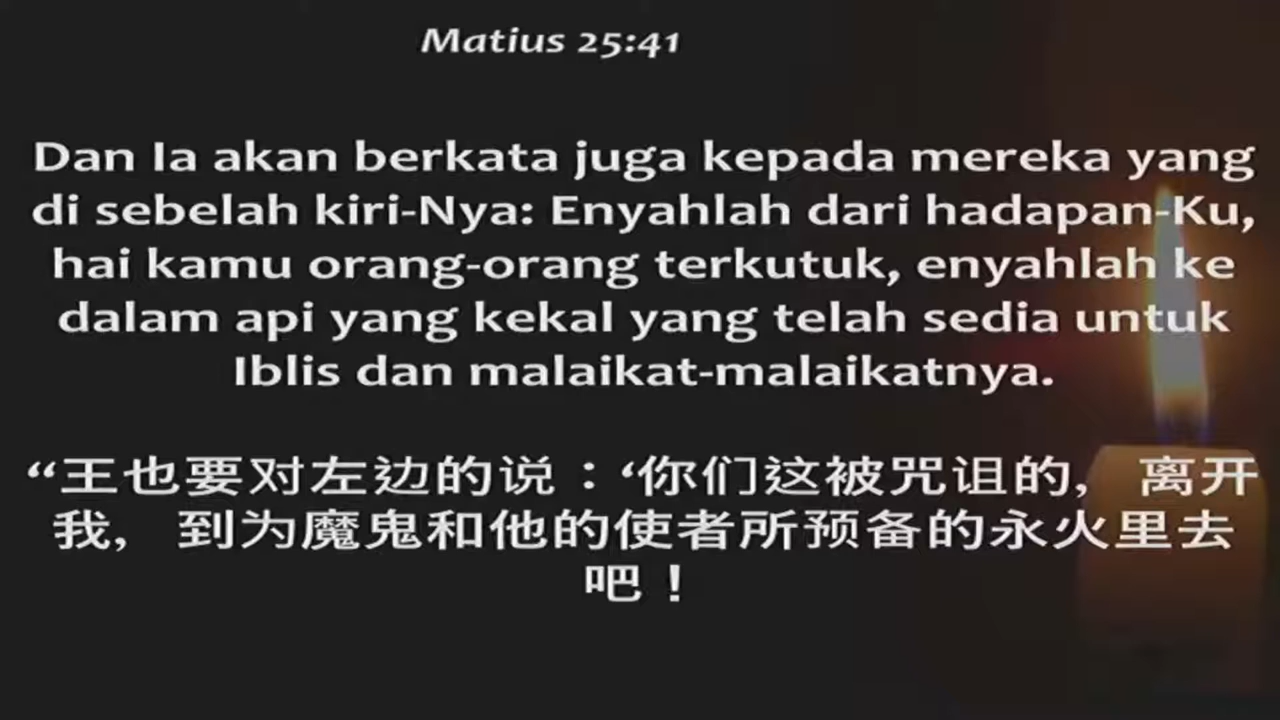 Matius 25:41
Dan Ia akan berkata juga kepada mereka yang
di sebelah kiri-Nya: Enyahlah dari hadapan-Ku,
hai kamu orang-orang terkutuk, enyahlah ke
dalam api yang kekal yang telah sedia untuk
Iblis dan malaikat-malaikatnya.
“王也要对左边的说：‘你们这被咒诅的, 离开
我, 到为魔鬼和他的使者所预备的永火里去
吧！